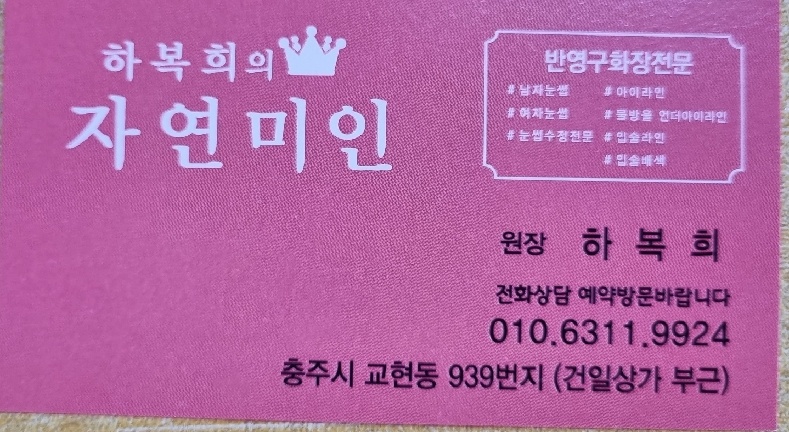 하복희의
자연미인
반영구화장전문
# 남자눈썹 # 아이라인
# 여자눈썹 # 물방울 언더아이라인
# 눈썹수정전문 # 입술라인
# 입술배색
원장 하 복 희
전화상담 예약방문바랍니다
010.6311.9924
충주시 교현동 939번지 (건일상가 부근)